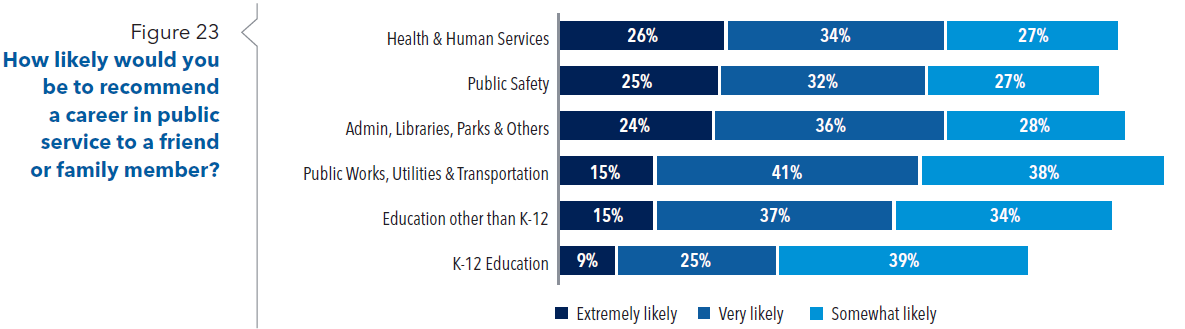 Figure 23
How likely would you
be to recommend
a career in public
service to a friend
or family member?
Health & Human Services 26% 34% 27%
Public Safety 25% 32% 27%
Admin, Libraries, Parks & Others 24% 36% 28%
Public Works, Utilities & Transportation 15% 41% 38%
Education other than K-12 15% 37% 34%
K-12 Education 9% 25% 39%
Extremely likely Very likely Somewhat likely